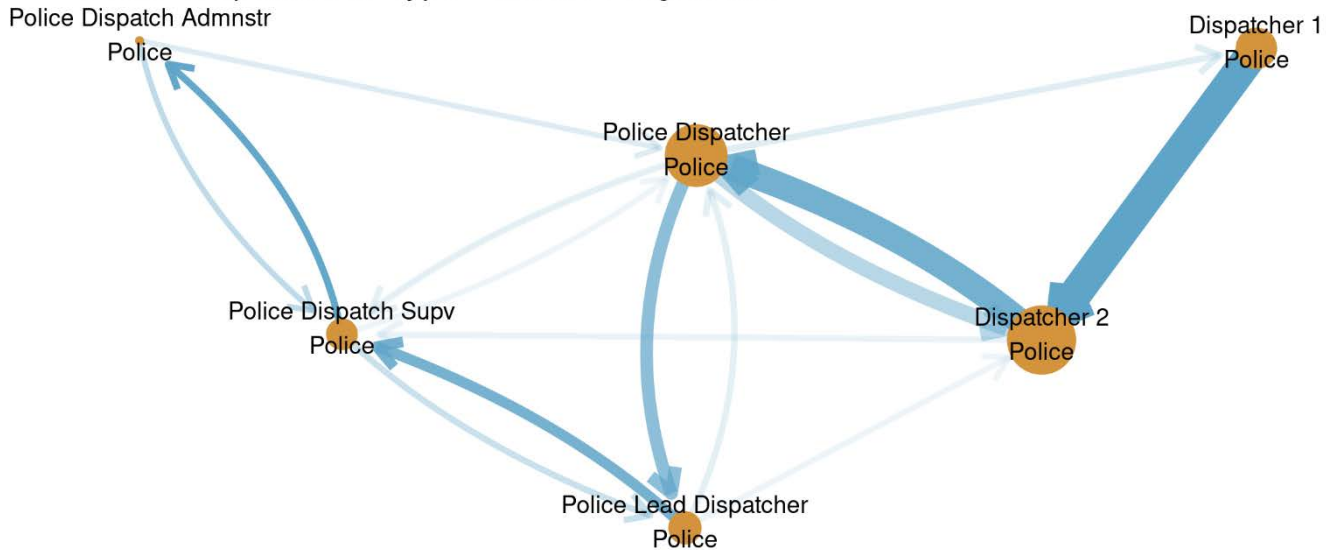 Police Dispatch Admnstr
Police
Dispatcher 1
Police
Police Dispatcher
Police
Police Dispatch Supv
Police
Dispatcher 2
Police
Police Lead Dispatcher
Police